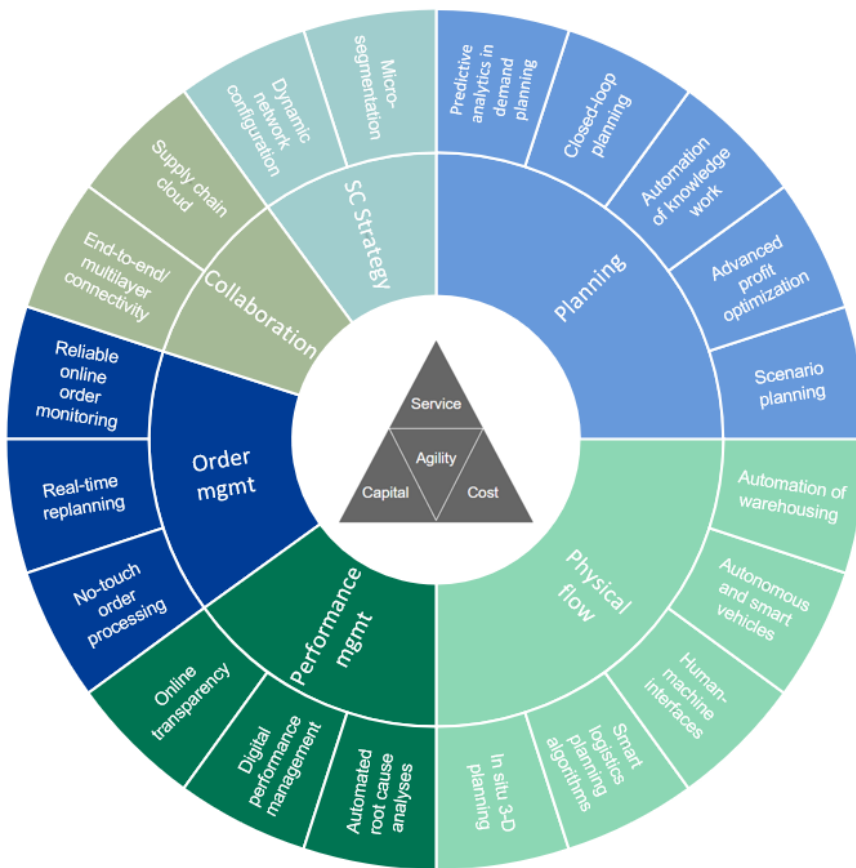 Micro-
segmentation
Dynamic
network
configuration
SC Strategy
Predictive
analytics in
demand
planning
Closed-loop
planning
Automation
of knowledge
work
Advanced
profit
optimization
Scenario
planning
Planning
Automation of
warehousing
Autonomous
and smart
vehicles
Human-
machine
interfaces
Smart
logistics
planning
algorithms
In situ 3-D
planning
Physical
flow
Automated
root cause
analyses
Digital
performance
management
Online
transparency
Performance
mgmt
No-touch
order
processing
Real-time
replanning
Reliable
online
order
monitoring
Order
mgmt
End-to-end/
multilayer
connectivity
Supply chain
cloud
Collaboration
Service
Agility
Capital
Cost